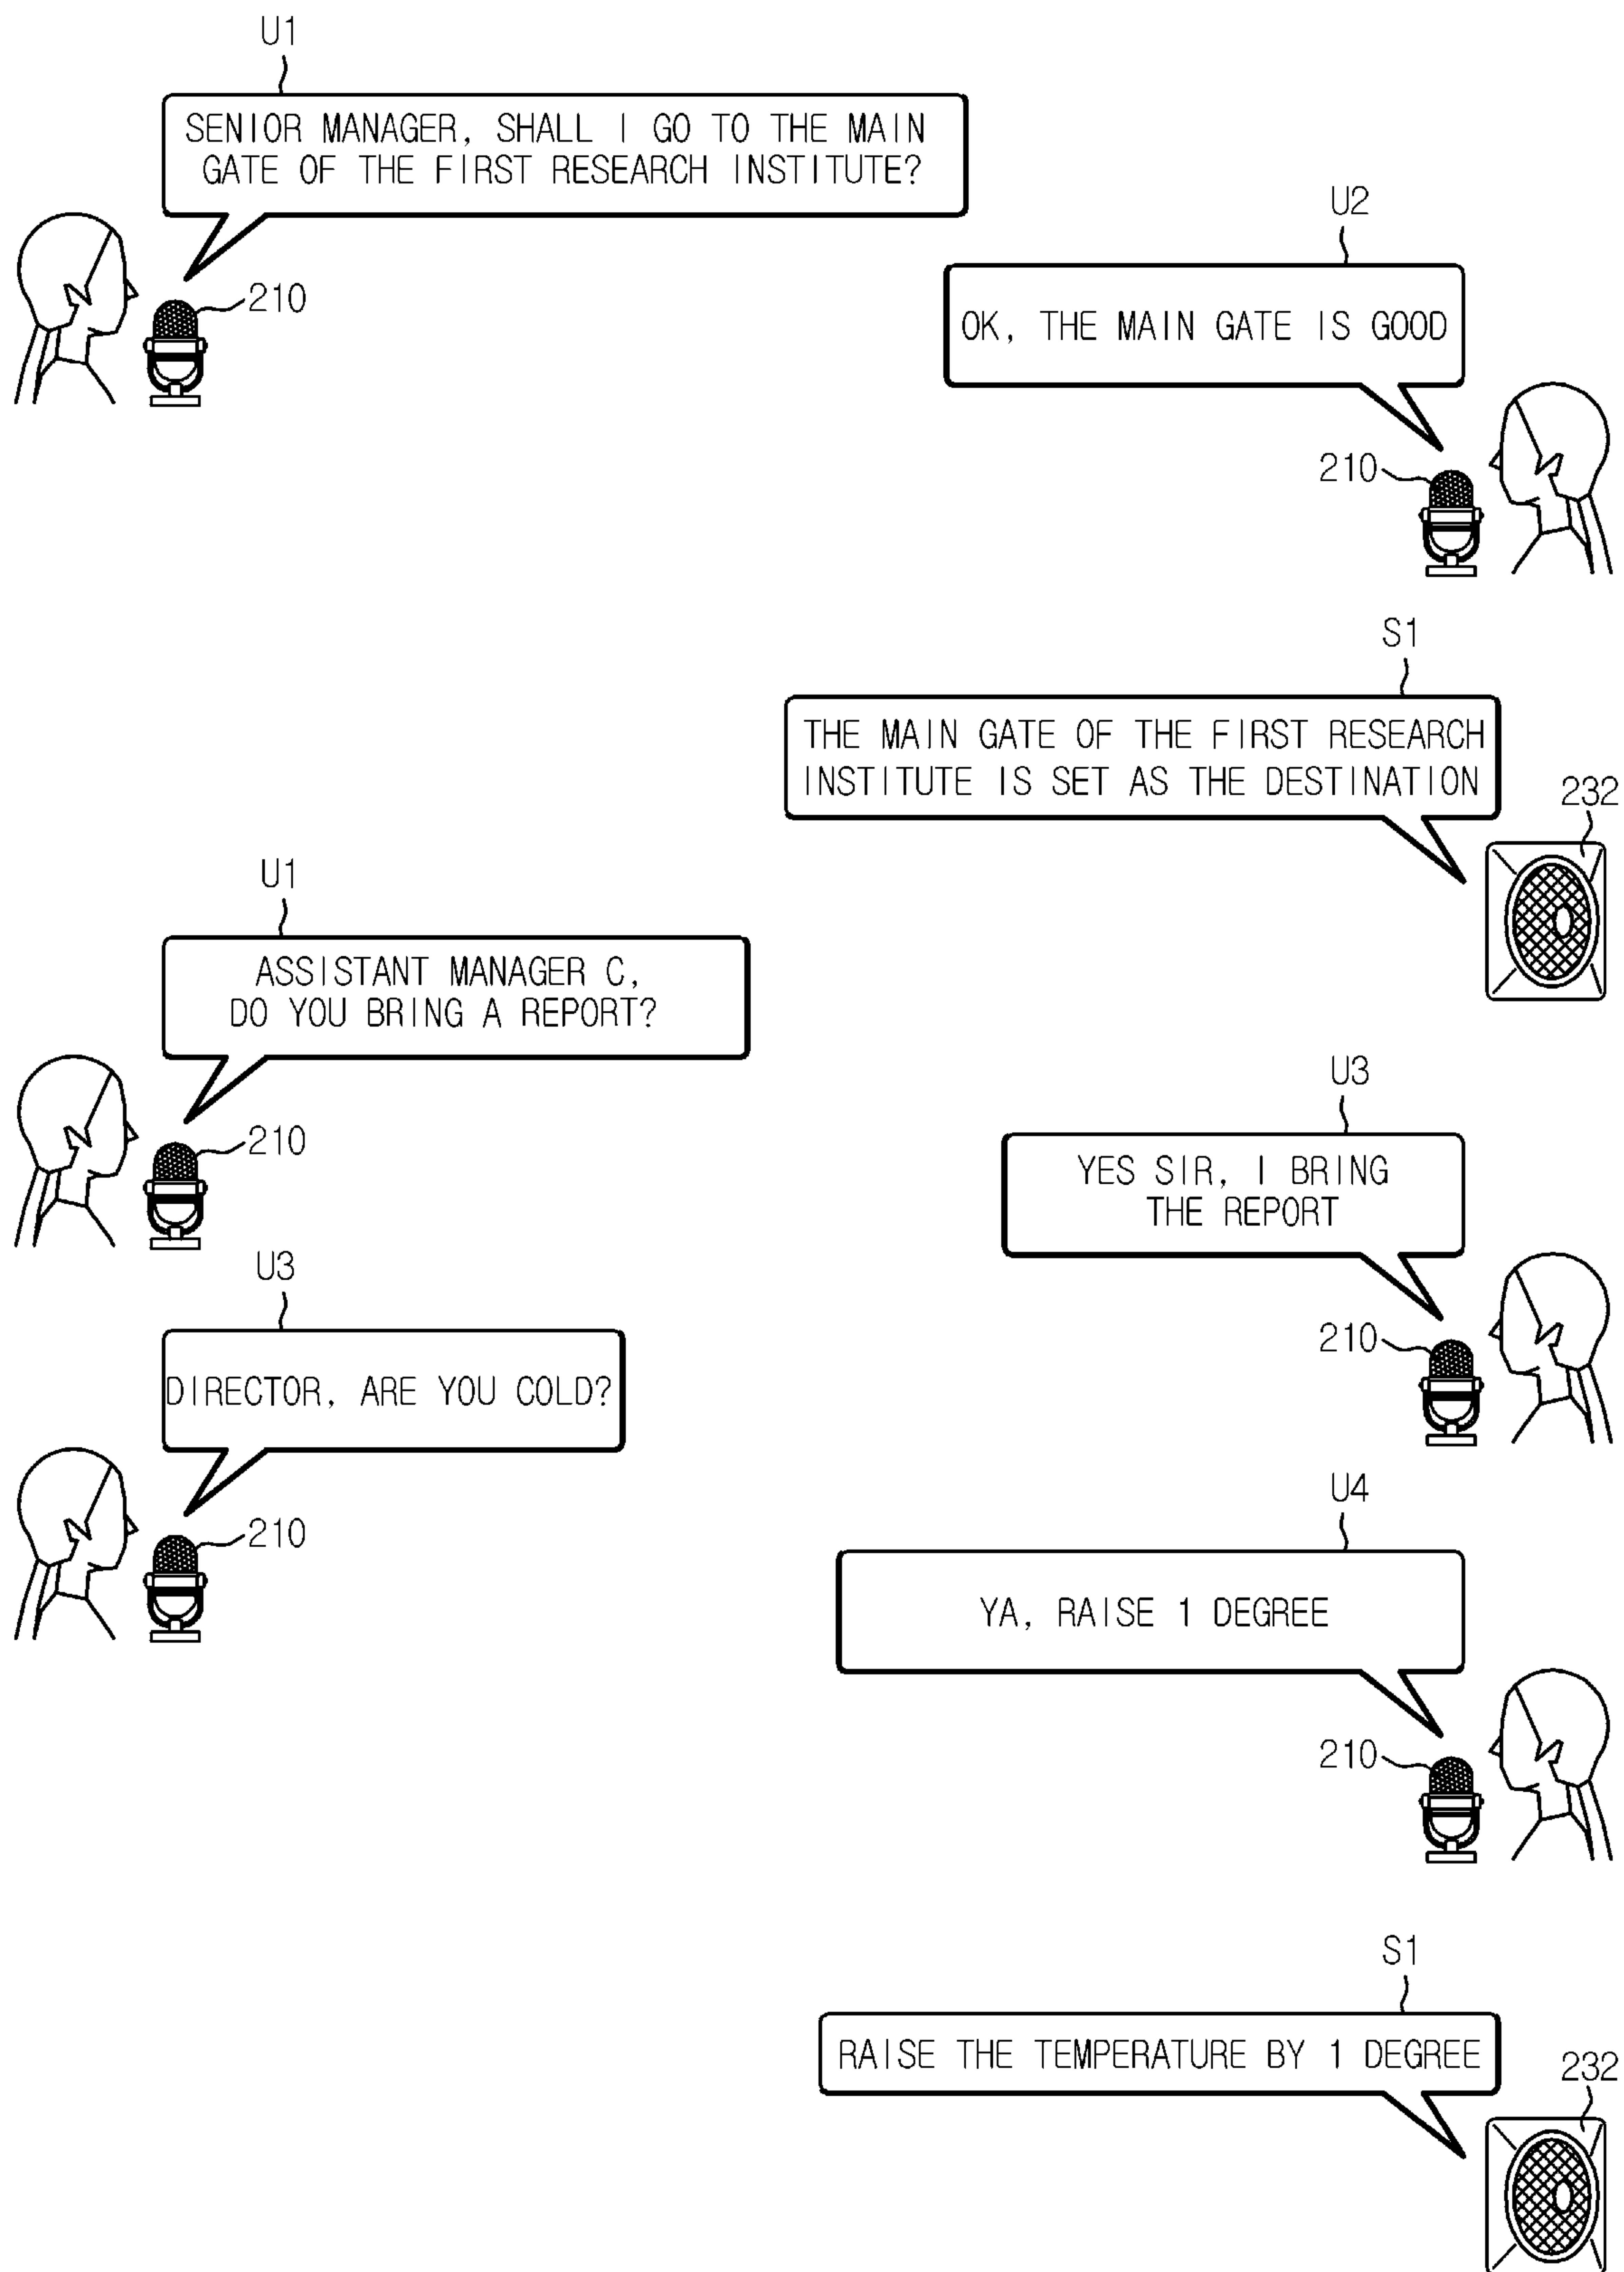 U1
SENIOR MANAGER, SHALL I GO TO THE MAIN
GATE OF THE FIRST RESEARCH INSTITUTE?
210
U2
OK, THE MAIN GATE IS GOOD
210
S1
THE MAIN GATE OF THE FIRST RESEARCH
INSTITUTE IS SET AS THE DESTINATION
232
U1
ASSISTANT MANAGER C,
DO YOU BRING A REPORT?
210
U3
YES SIR, I BRING
THE REPORT
210
U3
DIRECTOR, ARE YOU COLD?
210
U4
YA, RAISE 1 DEGREE
210
S1
RAISE THE TEMPERATURE BY 1 DEGREE
232